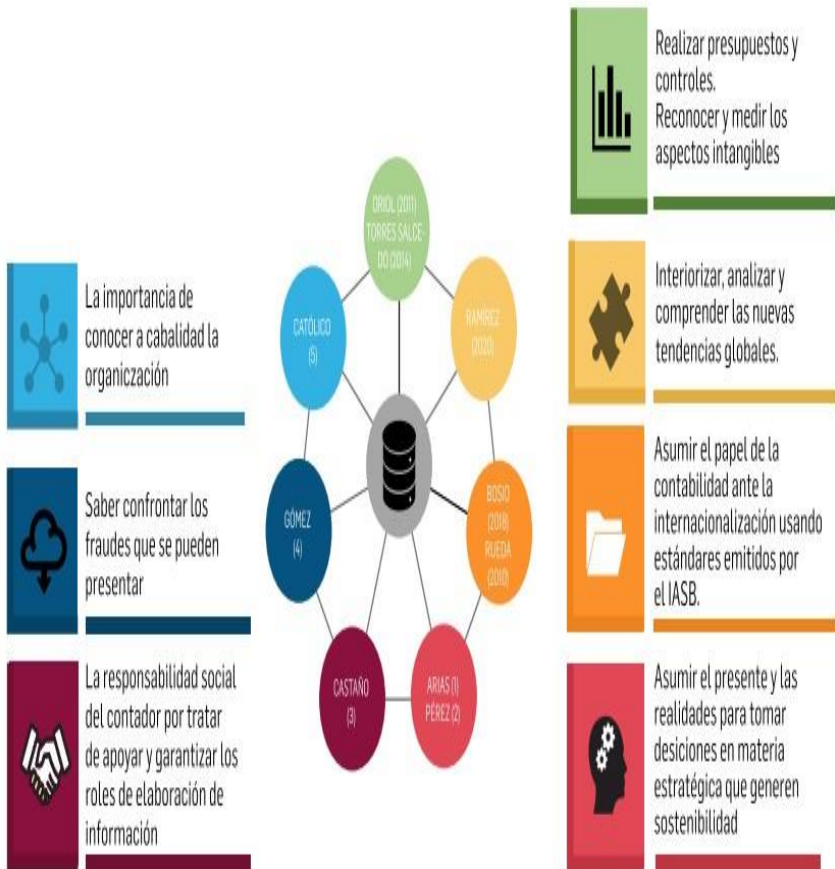 La importancia de
conocer a cabalidad la
organiczación
Saber confrontar los
fraudes que se pueden
presentar
La responsabilidad social
del contador por tratar
de apoyar y garantizar los
roles de elaboración de
información
ORIOL (2011)
TORRES SALCE-
DO (2014)
CATÓLICO
(5)
RAMÍREZ
(2020)
GÓMEZ
(4)
BOSIO
(2018)
RUEDA
(2010)
CASTAÑO
(3)
ARIAS (1)
PÉREZ (2)
Realizar presupuestos y
controles.
Reconocer y medir los
aspectos intangibles
Interiorizar, analizar y
comprender las nuevas
tendencias globales.
Asumir el papel de la
contabilidad ante la
internacionalización usando
estándares emitidos por
el IASB.
Asumir el presente y las
realidades para tomar
desiciones en materia
estratégica que generen
sostenibilidad